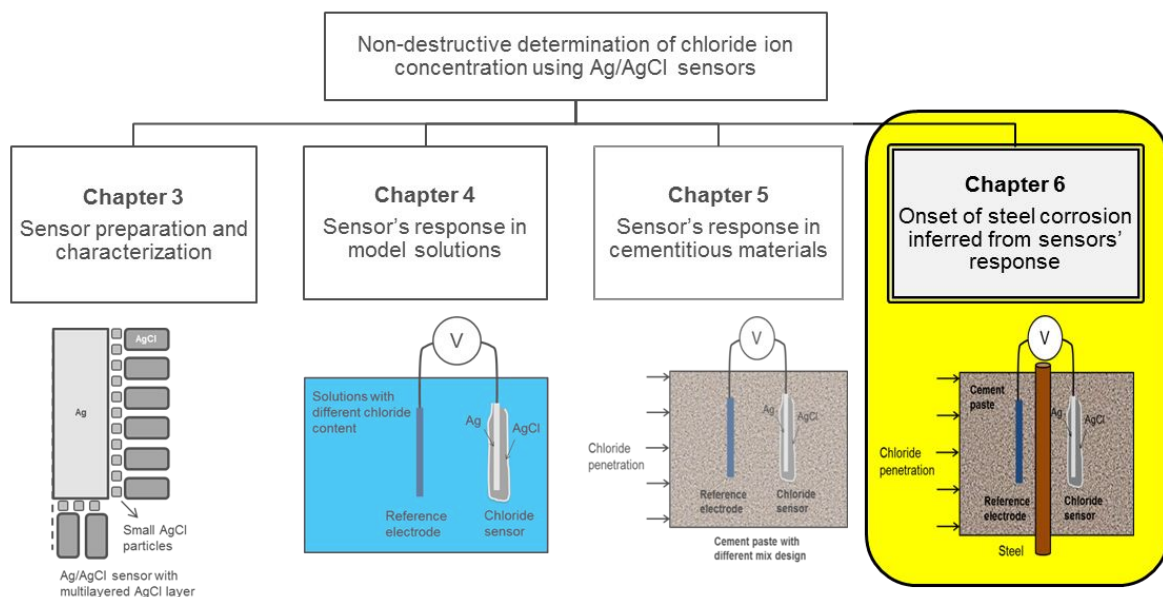 Non-destructive determination of chloride ion
concentration using Ag/AgCl sensors
Chapter 3
Sensor preparation and
characterization
Chapter 4
Sensor's response in
model solutions
Chapter 5
Sensor's response in
cementitious materials
Chapter 6
Onset of steel corrosion
inferred from sensors'
response
Ag
AgCl
Small AgCl
particles
Ag/AgCl sensor with
multilayered AgCl layer
V
Solutions with
different chloride
content
Ag
AgCl
Reference
electrode
Chloride
sensor
V
Ag
AgCl
Chloride
penetration
Reference
electrode
Chloride
sensor
Cement paste with
different mix design
V
Cement
paste
Ag
AgCl
Chloride
penetration
Reference
electrode
Chloride
sensor
Steel